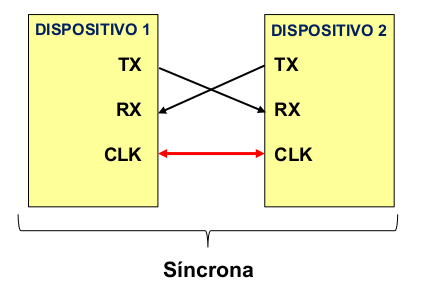 DISPOSITIVO 1
TX
RX
CLK
DISPOSITIVO 2
TX
RX
CLK
Síncrona